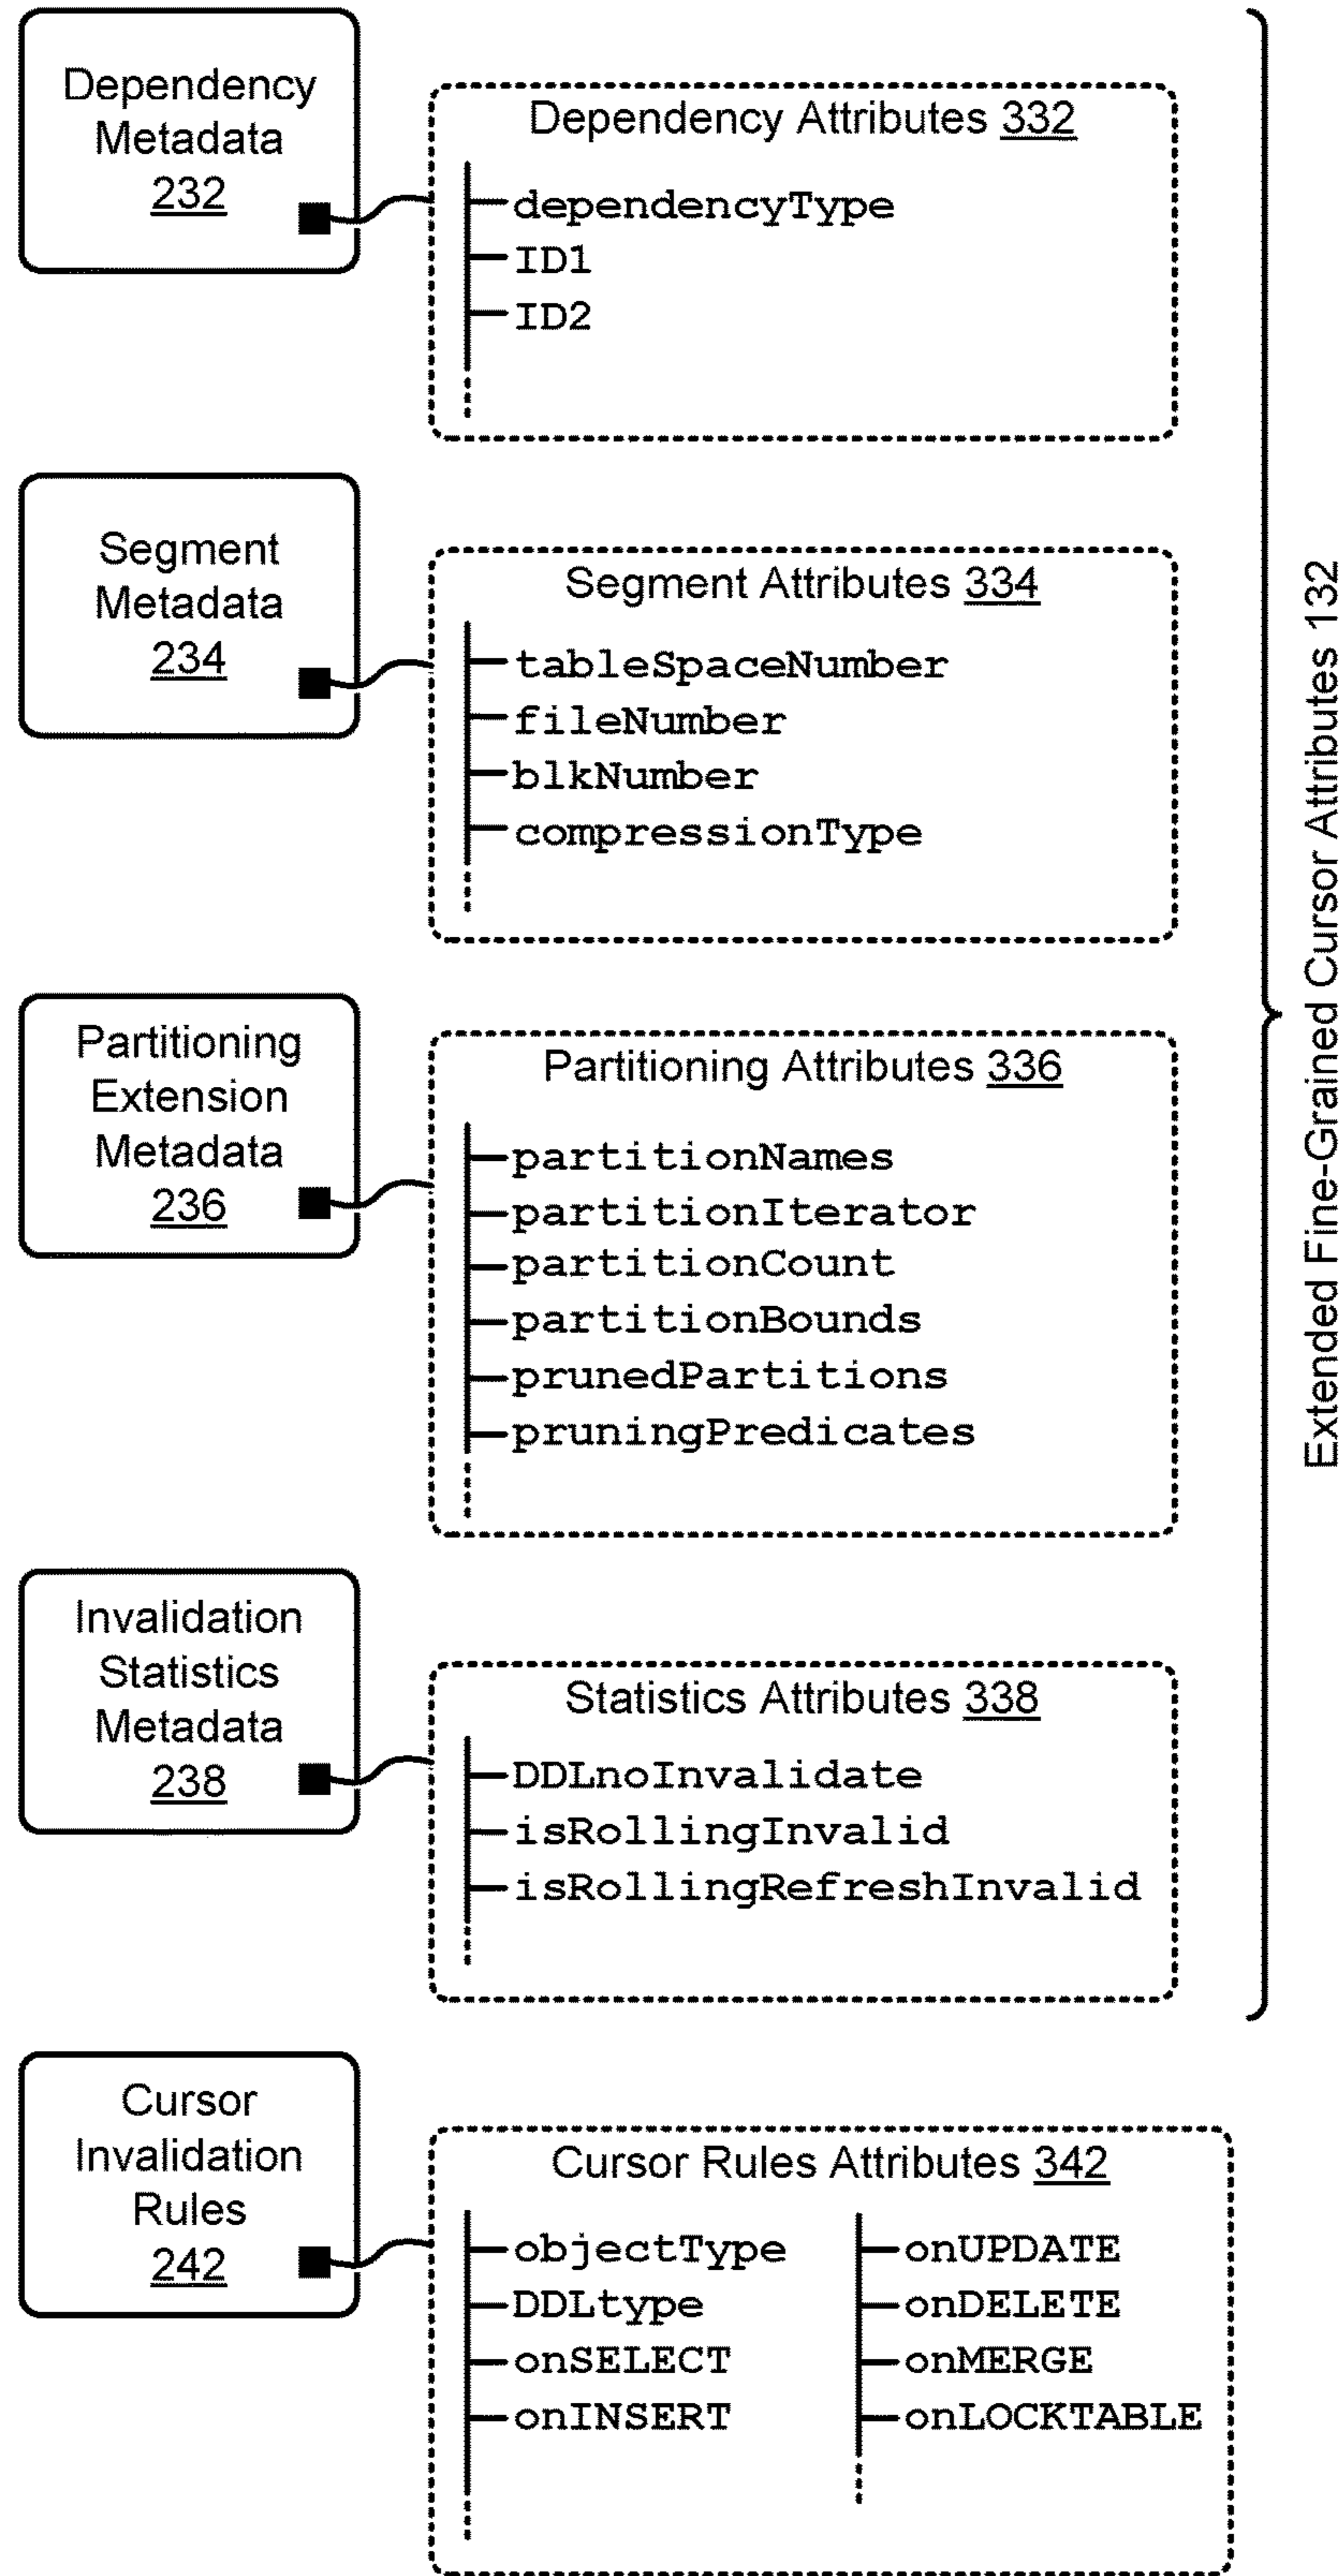 Dependency
Metadata
232
Dependency Attributes 332
dependencyType
ID1
ID2
Segment
Metadata
234
Segment Attributes 334
tableSpaceNumber
fileNumber
blkNumber
compressionType
Partitioning
Extension
Metadada
236
Partitioning Attributes 336
partitionNames
partitionIterator
partitionCount
partitionBounds
prunedPartitions
pruningPredicates
Invalidation
Statistics
Metadata
238
Statistics Attributes 338
DDLnoInvalidate
isRollingInvalid
isRollingRefreshInvalid
Extended Fine-Grained Cursor Attributes 132
Cursor
Invalidation
Rules
242
Cursor Rules Attributes 342
objectType
DDLtype
onSELECT
onINSERT
onUPDATE
onDELETE
onMERGE
onLOCKTABLE